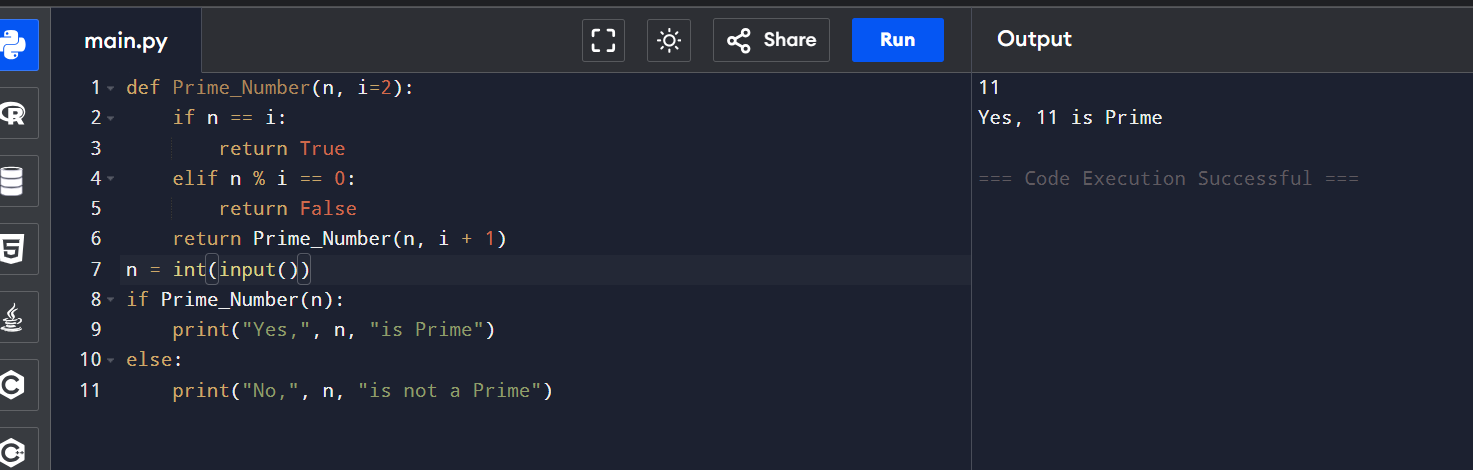 main.py
Share
Run
Output
1 def Prime_Number(n, i=2):
2     if n == i:
3         return True
4     elif n % i == 0:
5         return False
6     return Prime_Number(n, i + 1)
7 n = int(input())
8 if Prime_Number(n):
9     print("Yes,", n, "is Prime")
10 else:
11     print("No,", n, "is not a Prime")
11
Yes, 11 is Prime
=== Code Execution Successful ===
R
5
C
C++